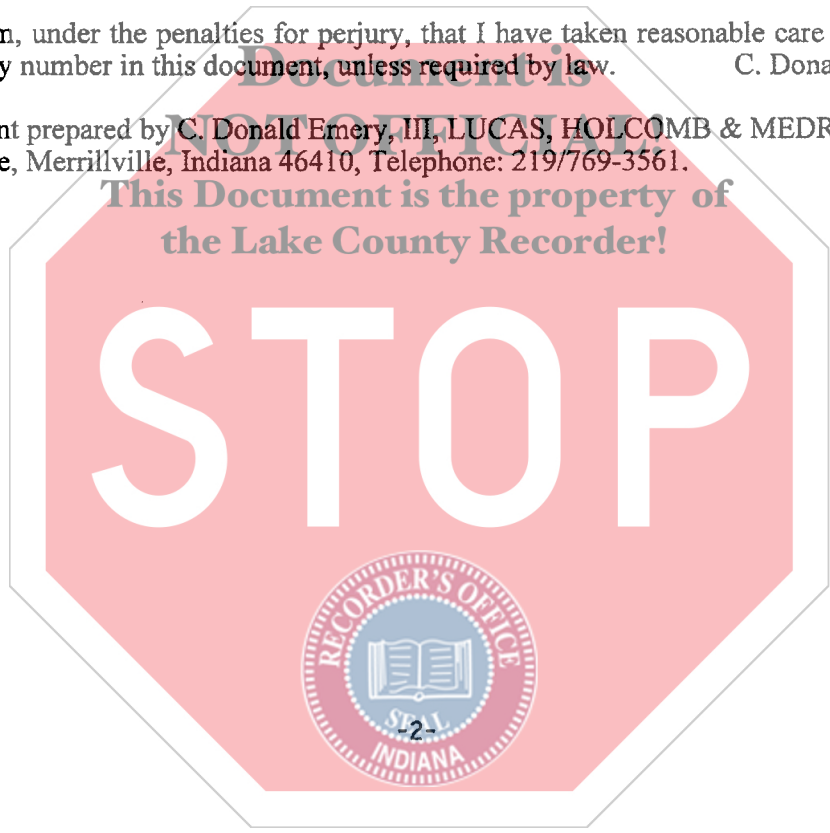 m, under the penalties for perjury, that I have taken reasonable care
y number in this document, unless required by law. C. Dona
Document is
nt prepared by C. Donald Emery, III, LUCAS, HOLCOMB & MEDR
NOT OFFICIAL!
e, Merrillville, Indiana 46410, Telephone: 219/769-3561.
This Document is the property of
the Lake County Recorder!
STOP
RECORDER'S OFFICE
SEAL
-2-
INDIANA